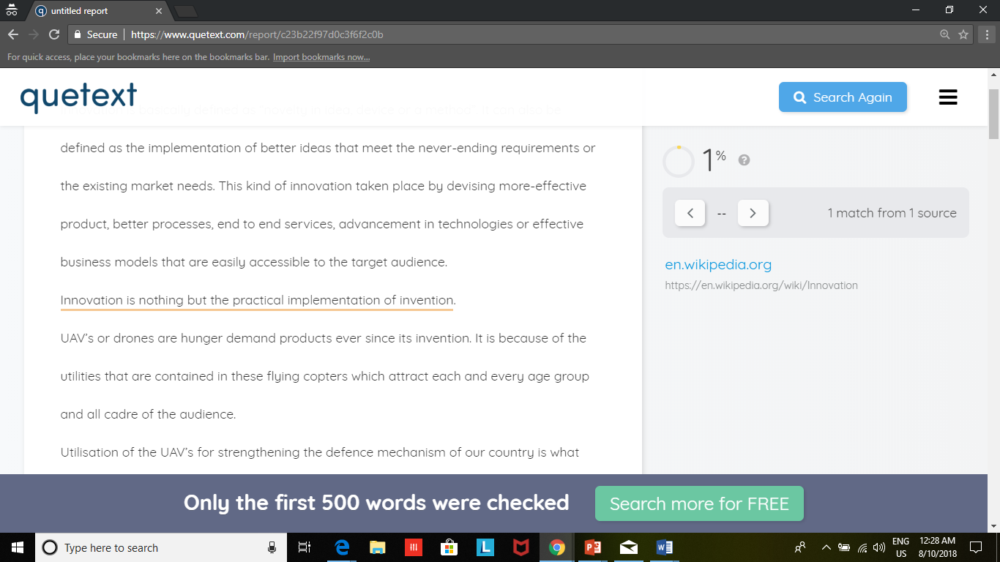 untitled report
Secure
https://www.quetext.com/report/c23b22f97d0c3f6f2c0b
For quick access, place your bookmarks here on the bookmarks bar. Import bookmarks now...
quetext
Search Again
defined as the implementation of better ideas that meet the never-ending requirements or
the existing market needs. This kind of innovation taken place by devising more-effective
product, better processes, end to end services, advancement in technologies or effective
business models that are easily accessible to the target audience.
Innovation is nothing but the practical implementation of invention.
UAV’s or drones are hunger demand products ever since its invention. It is because of the
utilities that are contained in these flying copters which attract each and every age group
and all cadre of the audience.
Utilisation of the UAV’s for strengthening the defence mechanism of our country is what
1%
?
--
1 match from 1 source
en.wikipedia.org
https://en.wikipedia.org/wiki/Innovation
Only the first 500 words were checked
Search more for FREE
Type here to search
ENG
US
12:28 AM
8/10/2018